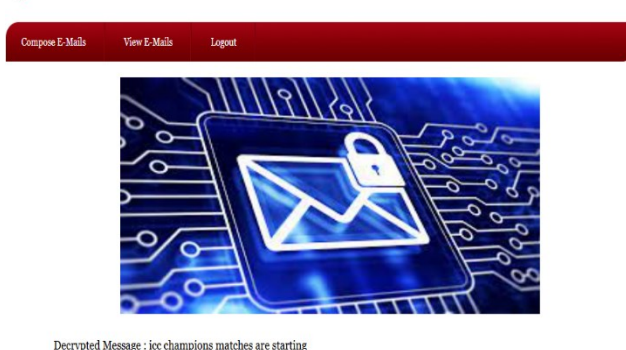 Compose E-Mails View E-Mails Logout
Decrypted Message : icc champions matches are starting